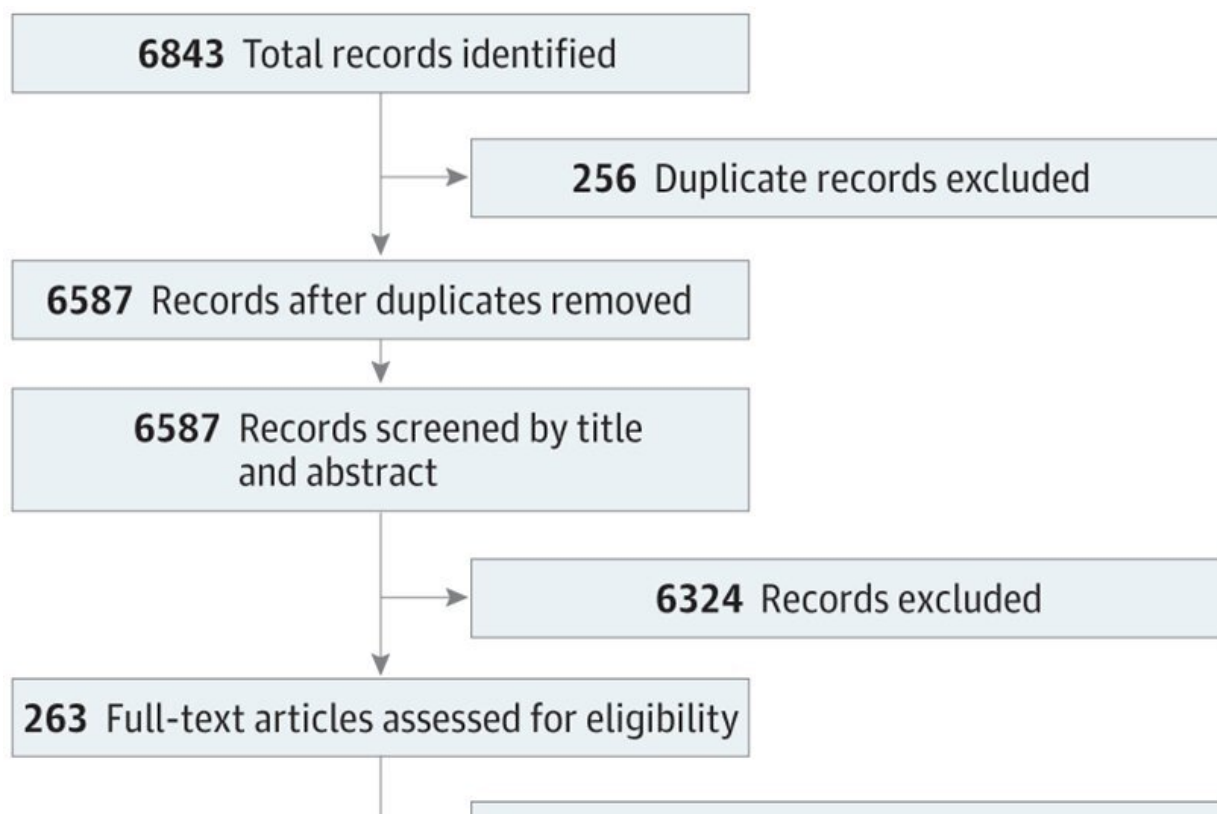 6843 Total records identified
256 Duplicate records excluded
6587 Records after duplicates removed
6587 Records screened by title
and abstract
6324 Records excluded
263 Full-text articles assessed for eligibility